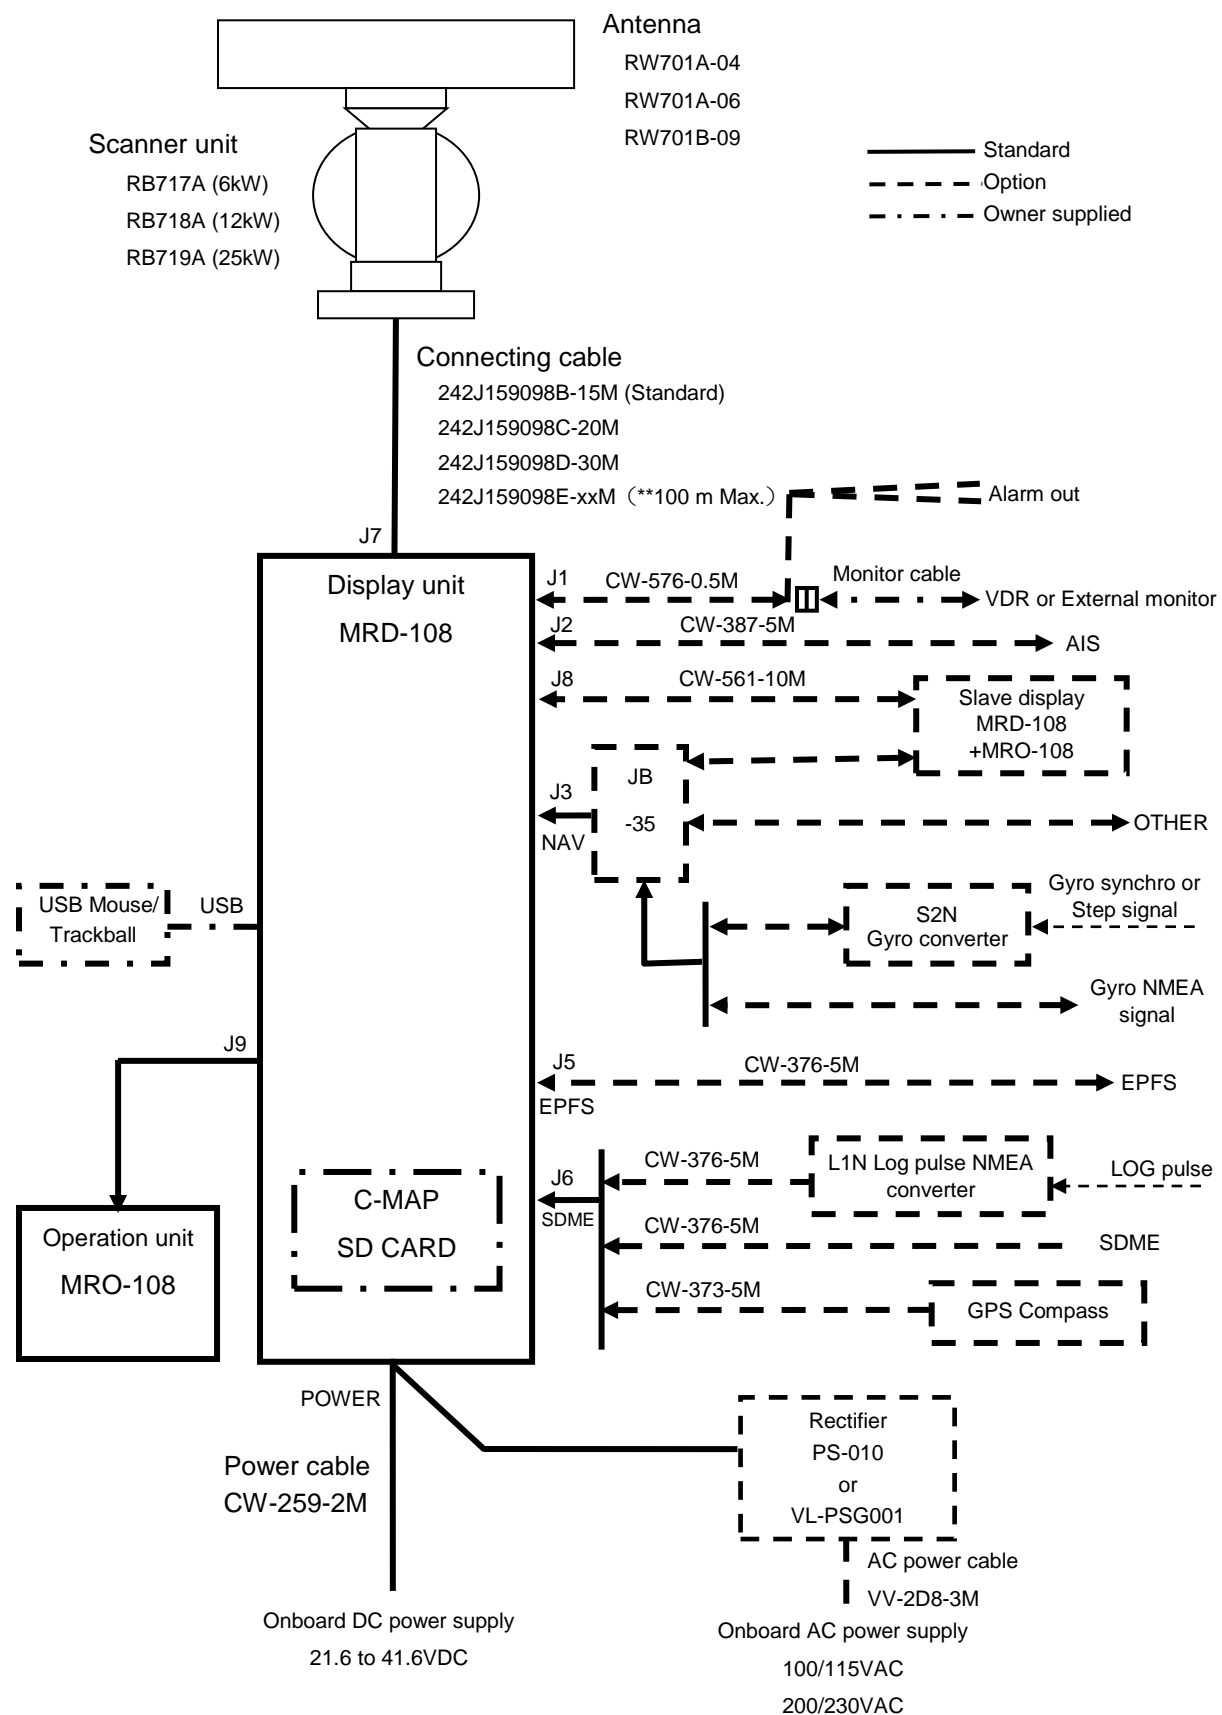 Antenna
RW701A-04
RW701A-06
RW701B-09
Scanner unit
RB717A (6kW)
RB718A (12kW)
RB719A (25kW)
Standard
Option
Owner supplied
Connecting cable
242J159098B-15M (Standard)
242J159098C-20M
242J159098D-30M
242J159098E-xxM（**100 m Max.）
Alarm out
J7
Display unit
MRD-108
J1
CW-576-0.5M
Monitor cable
VDR or External monitor
J2
CW-387-5M
AIS
J8
CW-561-10M
Slave display
MRD-108
+MRO-108
JB
-35
J3
NAV
OTHER
USB Mouse/
Trackball
USB
S2N
Gyro converter
Gyro synchro or
Step signal
Gyro NMEA
signal
J9
J5
EPFS
CW-376-5M
EPFS
J6
SDME
CW-376-5M
L1N Log pulse NMEA
converter
LOG pulse
CW-376-5M
SDME
CW-373-5M
GPS Compass
C-MAP
SD CARD
Operation unit
MRO-108
POWER
Power cable
CW-259-2M
Rectifier
PS-010
or
VL-PSG001
AC power cable
VV-2D8-3M
Onboard DC power supply
21.6 to 41.6VDC
Onboard AC power supply
100/115VAC
200/230VAC